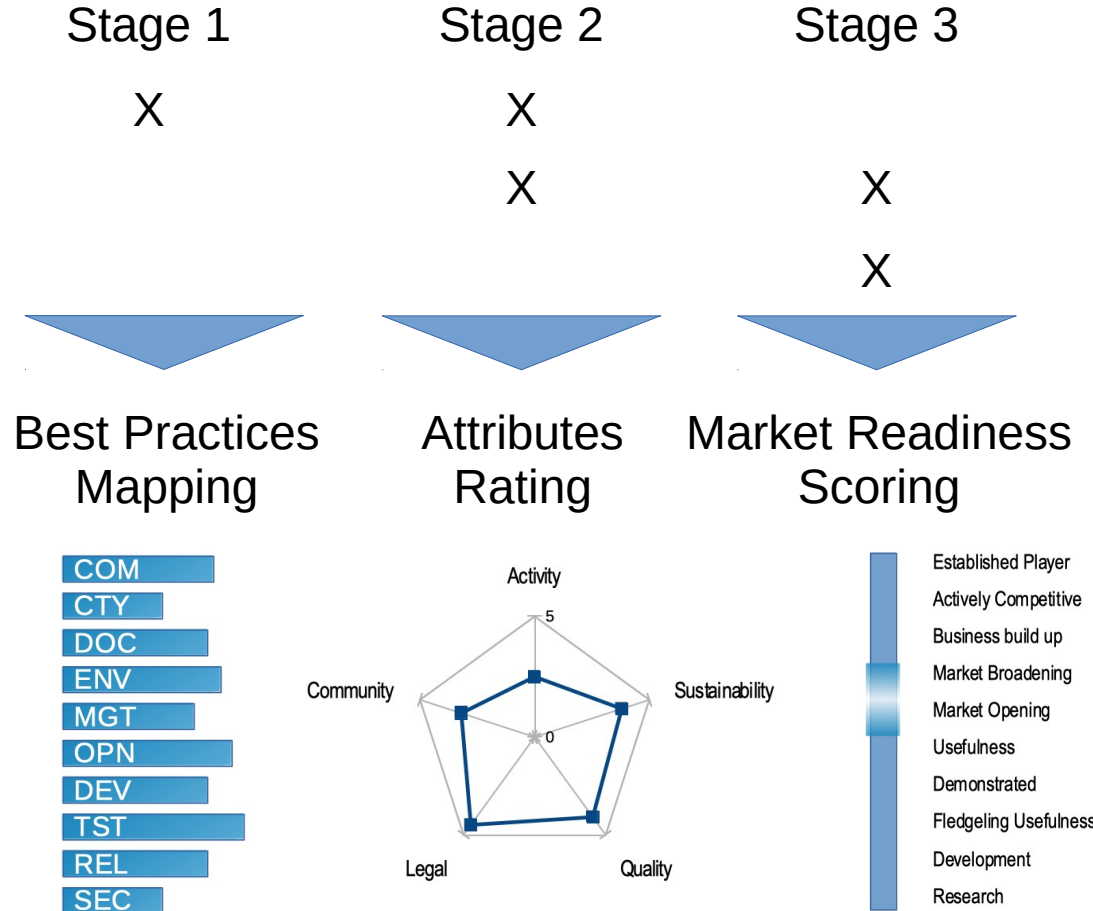 Stage 1
Stage 2
Stage 3
X
X
X
X
X
Best Practices
Mapping
Attributes
Rating
Market Readiness
Scoring
COM
CTY
DOC
ENV
MGT
OPN
DEV
TST
REL
SEC
Activity
5
Community
Sustainability
0
Legal
Quality
Established Player
Actively Competitive
Business build up
Market Broadening
Market Opening
Usefulness
Demonstrated
Fledgeling Usefulness
Development
Research